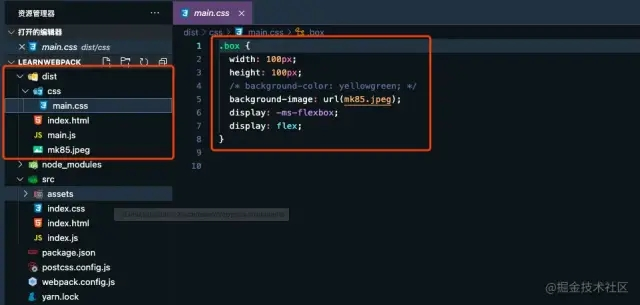 资源管理器
打开的编辑器
main.css dist/css
LEARNWEBPACK
dist
css
main.css
index.html
main.js
mk85.jpeg
node_modules
src
assets
index.css
index.html
index.js
package.json
postcss.config.js
webpack.config.js
yarn.lock
main.css
dist > css > main.css > .box
1 .box {
2 width: 100px;
3 height: 100px;
4 /* background-color: yellowgreen; */
5 background-image: url(mk85.jpeg);
6 display: -ms-flexbox;
7 display: flex;
8 }
9
10
@掘金技术社区